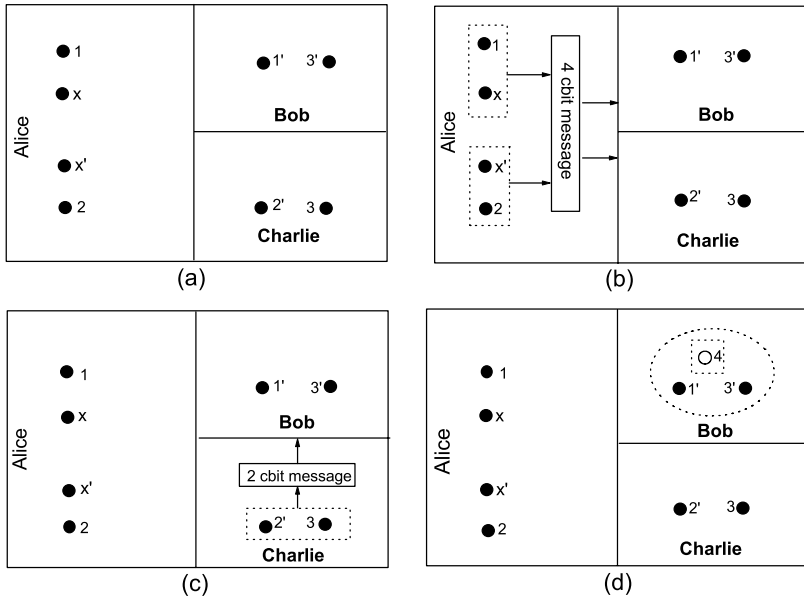 1
x
x'
2
Alice
1' 3'
Bob
2' 3
Charlie
(a)
1
x
x'
2
Alice
4 cbit message
1' 3'
Bob
2' 3
Charlie
(b)
1
x
x'
2
Alice
1' 3'
Bob
2 cbit message
2' 3
Charlie
(c)
1
x
x'
2
Alice
4
1' 3'
Bob
2' 3
Charlie
(d)